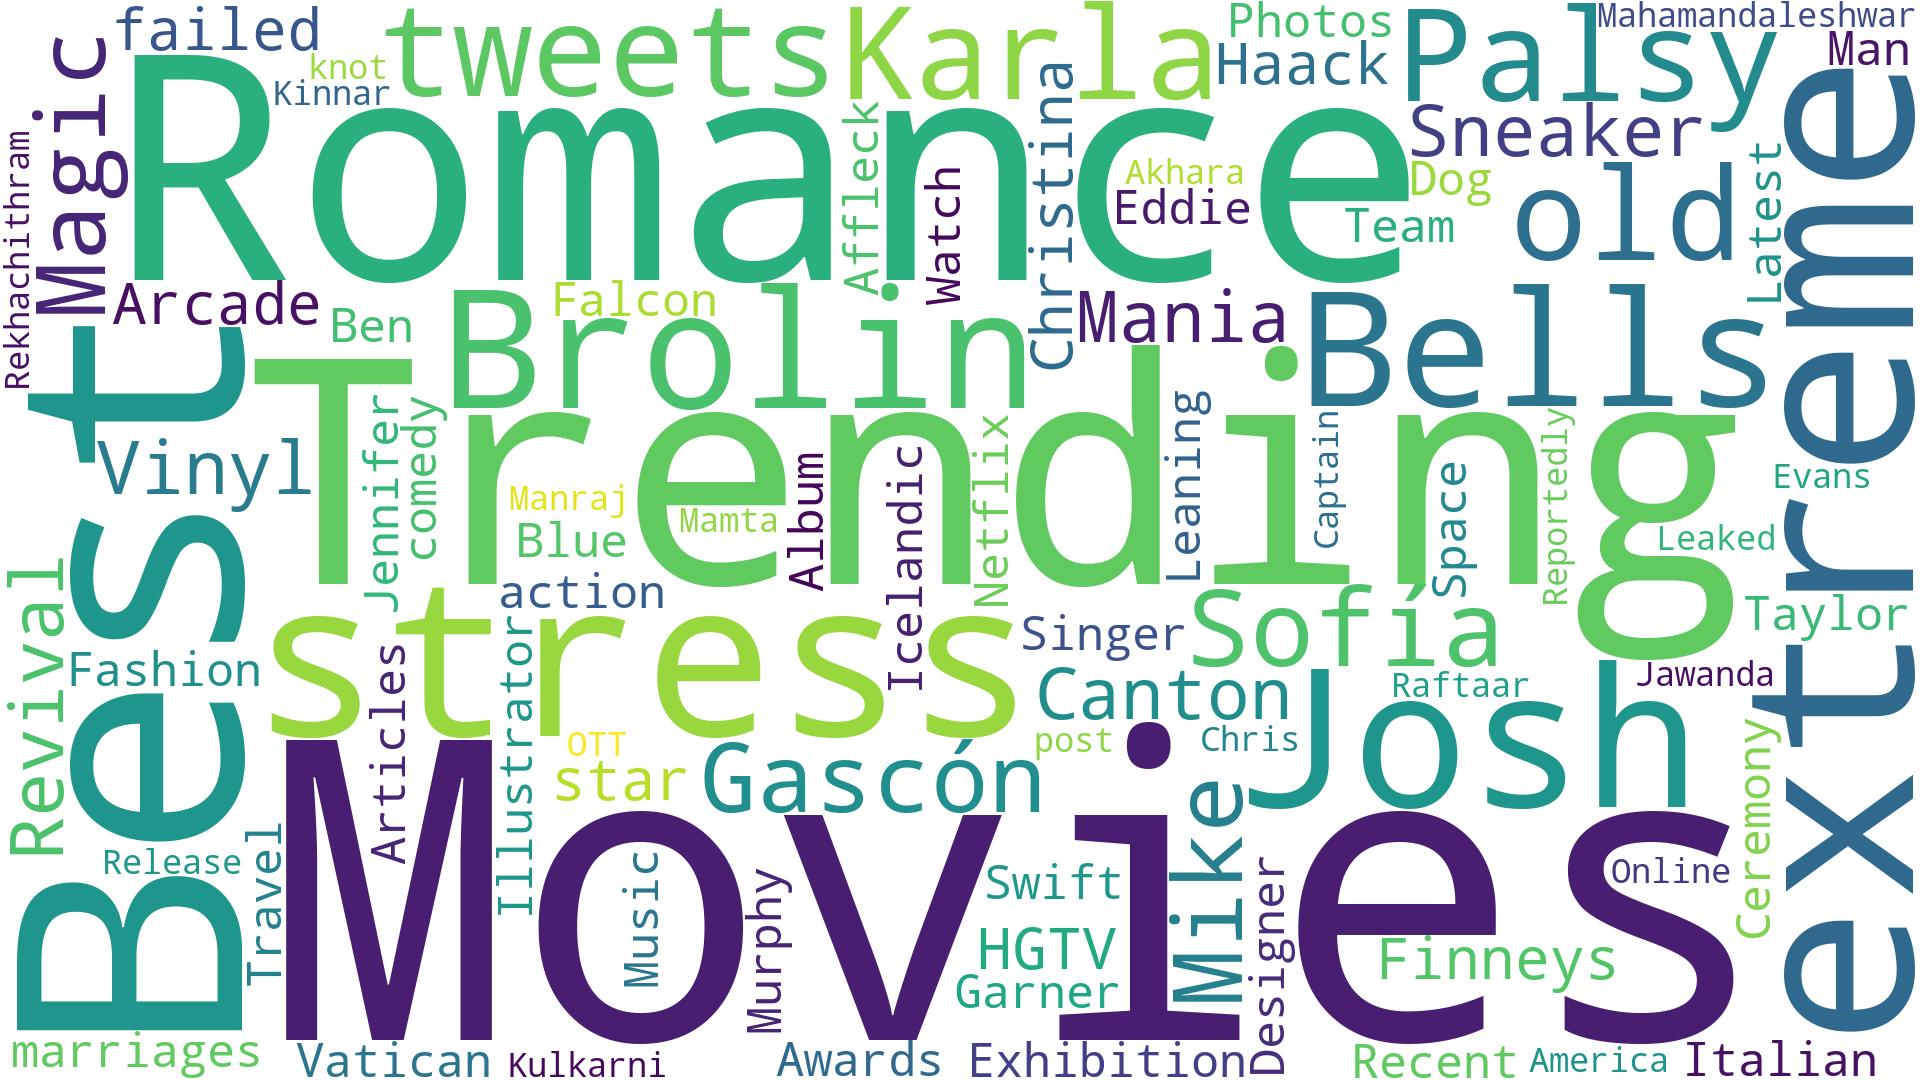 failed
tweets
Karla
Photos
Palsy
Mahamandaleshwar
Man
Haack
knot
Kinnar
Magic
Romance
Sneaker
extreme
Rekhachithram
Affleck
Watch
Christina
Akhara
Eddie
Dog
Team
old
Latest
Arcade
Ben
Falcon
Brolin
Mania
Bells
Best
Trending
Vinyl
Jennifer
comedy
Manraj
Blue
Mamta
Album
Icelandic
Netflix
Leaning
Captain
Space
Reportedly
Evans
Leaked
Revival
action
stress
Singer
Sofía
Taylor
Fashion
Articles
Illustrator
Canton
Raftaar
Jawanda
Josh
OTT
star
Gascón
post
Chris
Mike
Ceremony
Movies
Release
Travel
Music
Murphy
Swift
HGTV
Garner
Designer
Online
Finneys
marriages
Vatican
Kulkarni
Awards
Exhibition
Recent
America
Italian